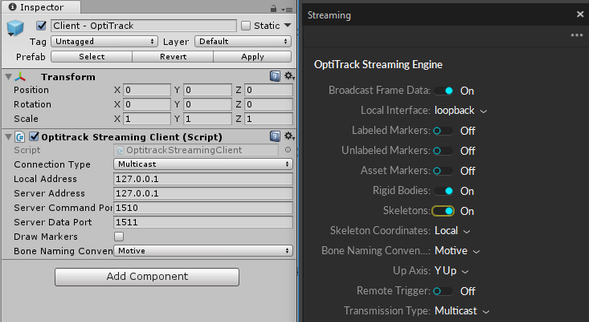 Inspector
Client - OptiTrack Static
Tag Untagged Layer Default
Prefab Select Revert Apply
Transform
Position X 0 Y 0 Z 0
Rotation X 0 Y 0 Z 0
Scale X 1 Y 1 Z 1
Optitrack Streaming Client (Script)
Script OptitrackStreamingClient
Connection Type Multicast
Local Address 127.0.0.1
Server Address 127.0.0.1
Server Command Por 1510
Server Data Port 1511
Draw Markers
Bone Naming Conven Motive
Add Component
Streaming
OptiTrack Streaming Engine
Broadcast Frame Data: On
Local Interface: loopback
Labeled Markers: Off
Unlabeled Markers: Off
Asset Markers: Off
Rigid Bodies: On
Skeletons: On
Skeleton Coordinates: Local
Bone Naming Conven...: Motive
Up Axis: Y Up
Remote Trigger: Off
Transmission Type: Multicast